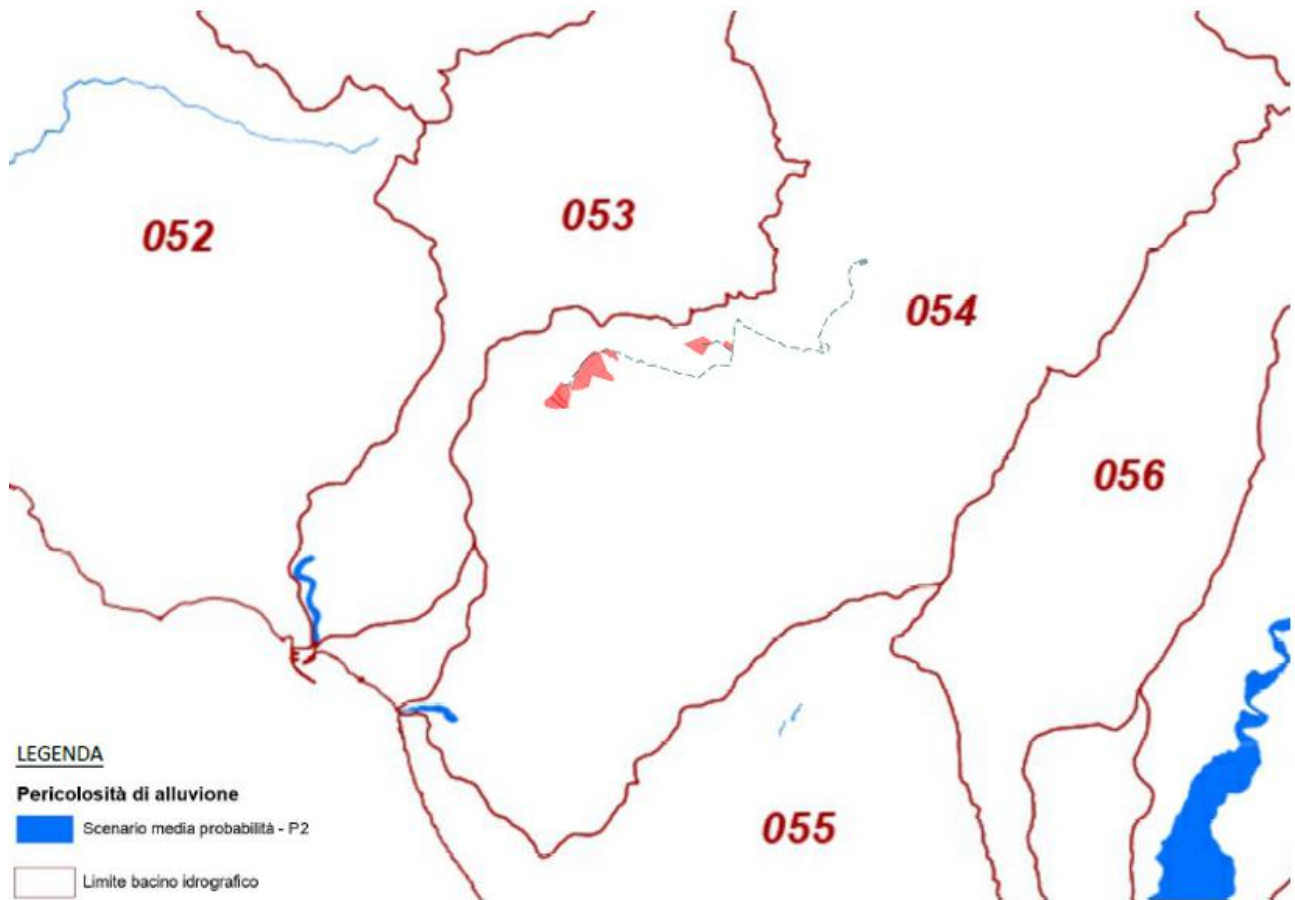 053
052
054
056
055
LEGENDA
Pericolosità di alluvione
Scenario media probabilità - P2
Limite bacino idrografico